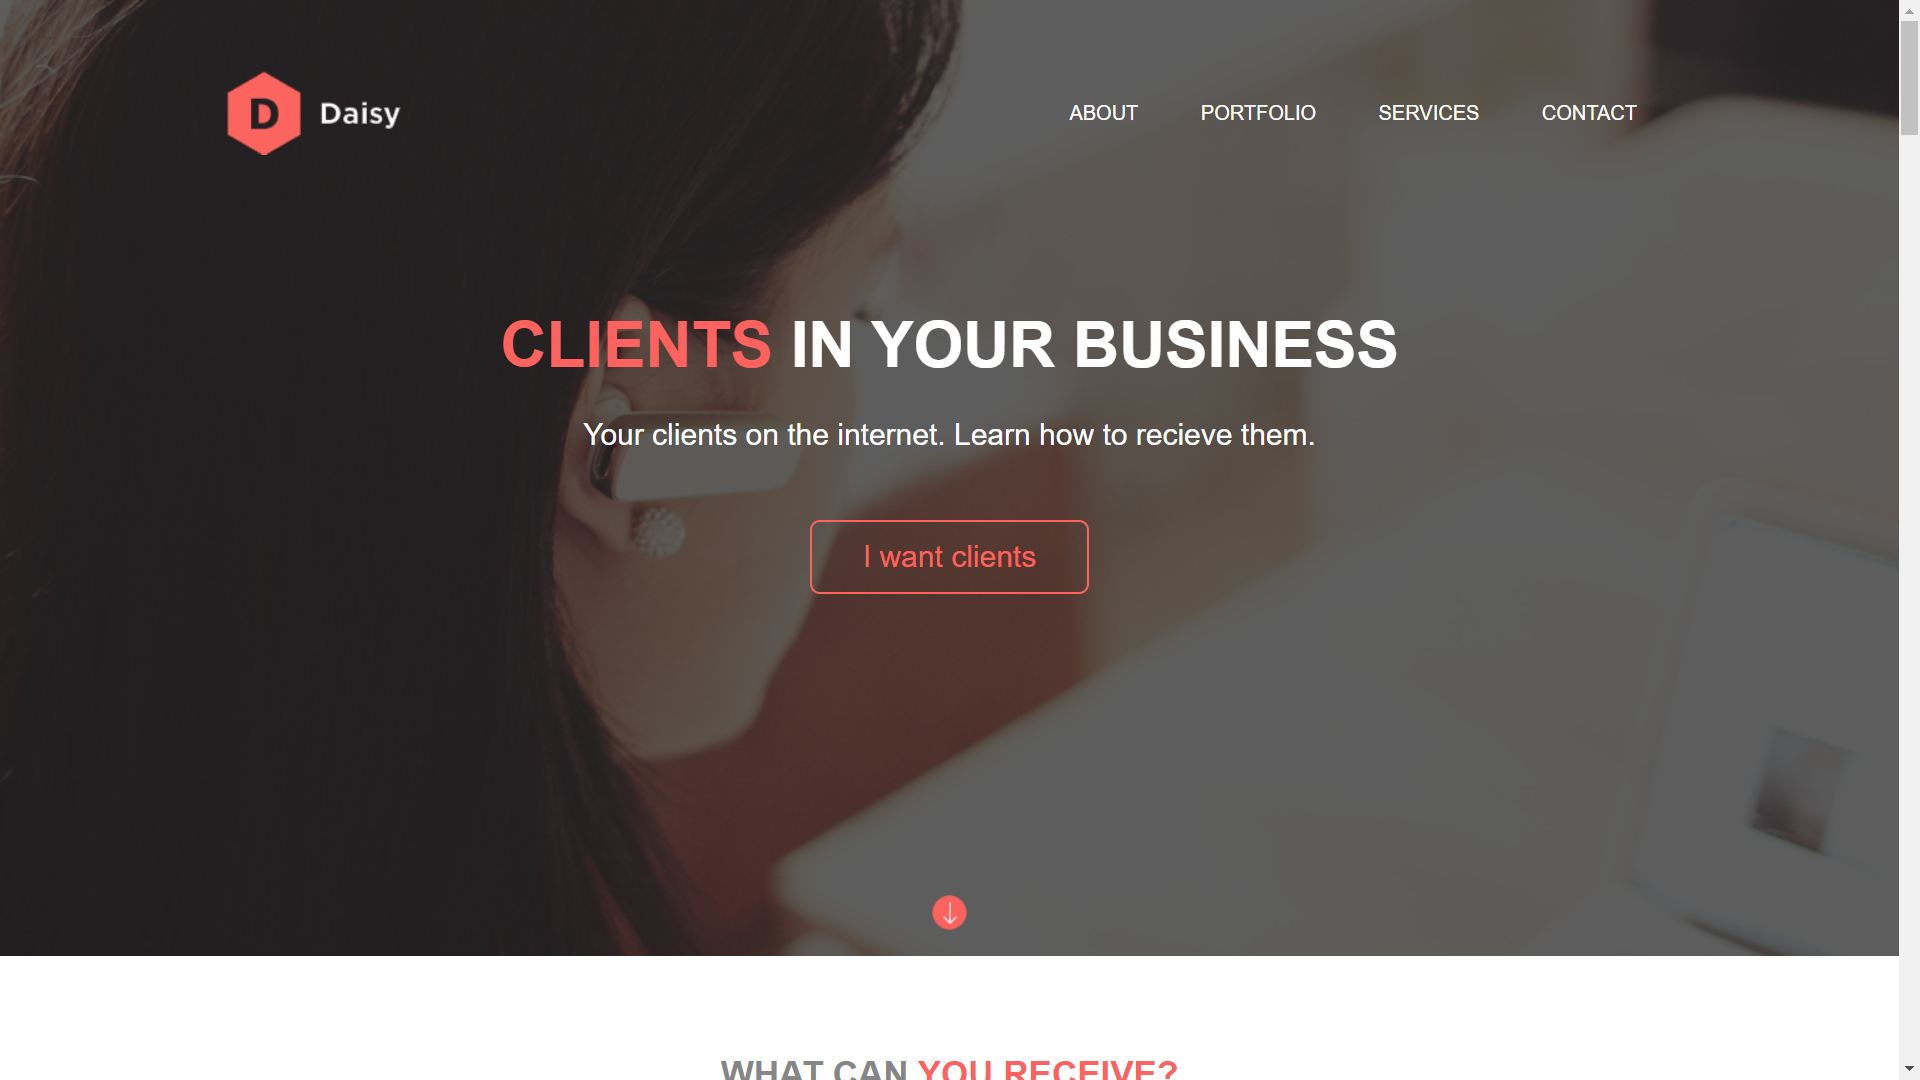 D Daisy
ABOUT PORTFOLIO SERVICES CONTACT
CLIENTS IN YOUR BUSINESS
Your clients on the internet. Learn how to recieve them.
I want clients
WHAT CAN YOU RECEIVE?